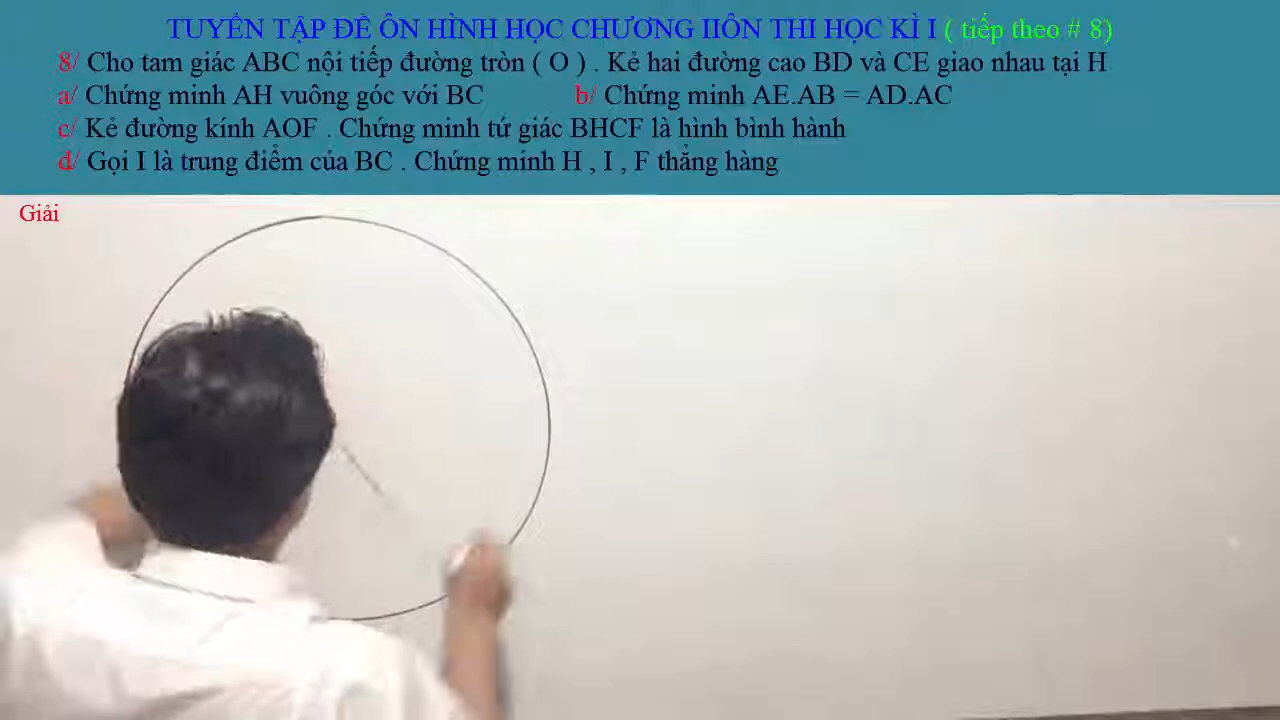 TUYỂN TẬP ĐỀ ÔN HÌNH HỌC CHƯƠNG IIÔN THI HỌC KÌ I ( tiếp theo # 8)
8/ Cho tam giác ABC nội tiếp đường tròn ( O ) . Kẻ hai đường cao BD và CE giao nhau tại H
a/ Chứng minh AH vuông góc với BC b/ Chứng minh AE.AB = AD.AC
c/ Kẻ đường kính AOF . Chứng minh tứ giác BHCF là hình bình hành
d/ Gọi I là trung điểm của BC . Chứng minh H , I , F thẳng hàng
Giải